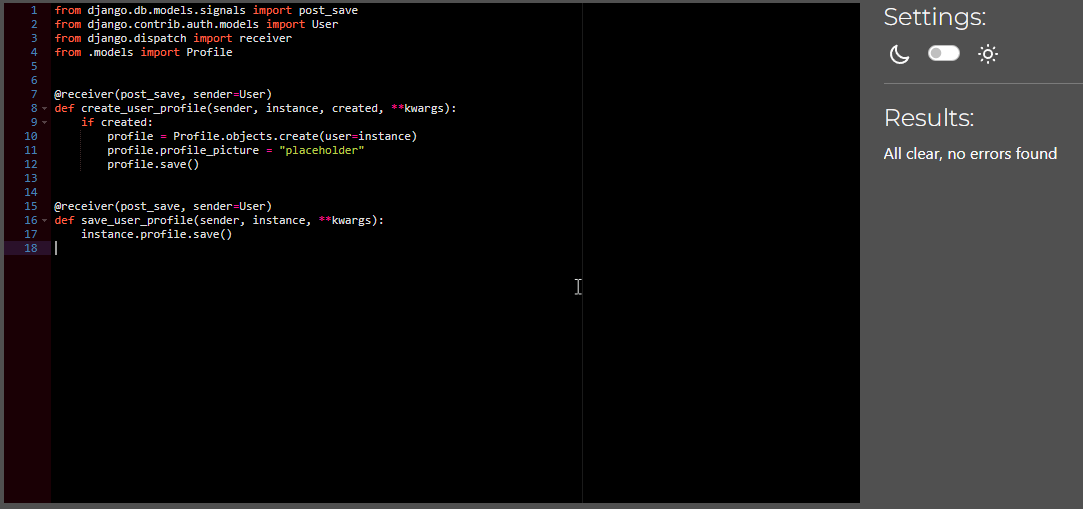 1 from django.db.models.signals import post_save
2 from django.contrib.auth.models import User
3 from django.dispatch import receiver
4 from .models import Profile
5
6
7 @receiver(post_save, sender=User)
8 def create_user_profile(sender, instance, created, **kwargs):
9     if created:
10         profile = Profile.objects.create(user=instance)
11         profile.profile_picture = "placeholder"
12         profile.save()
13
14
15 @receiver(post_save, sender=User)
16 def save_user_profile(sender, instance, **kwargs):
17     instance.profile.save()
18
Settings:
Results:
All clear, no errors found